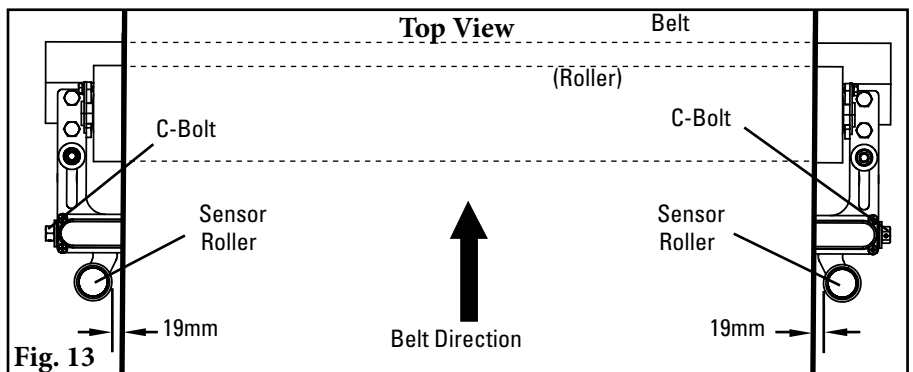 Top View
Belt
(Roller)
C-Bolt
C-Bolt
Sensor
Roller
Sensor
Roller
19mm
Belt Direction
19mm
Fig. 13